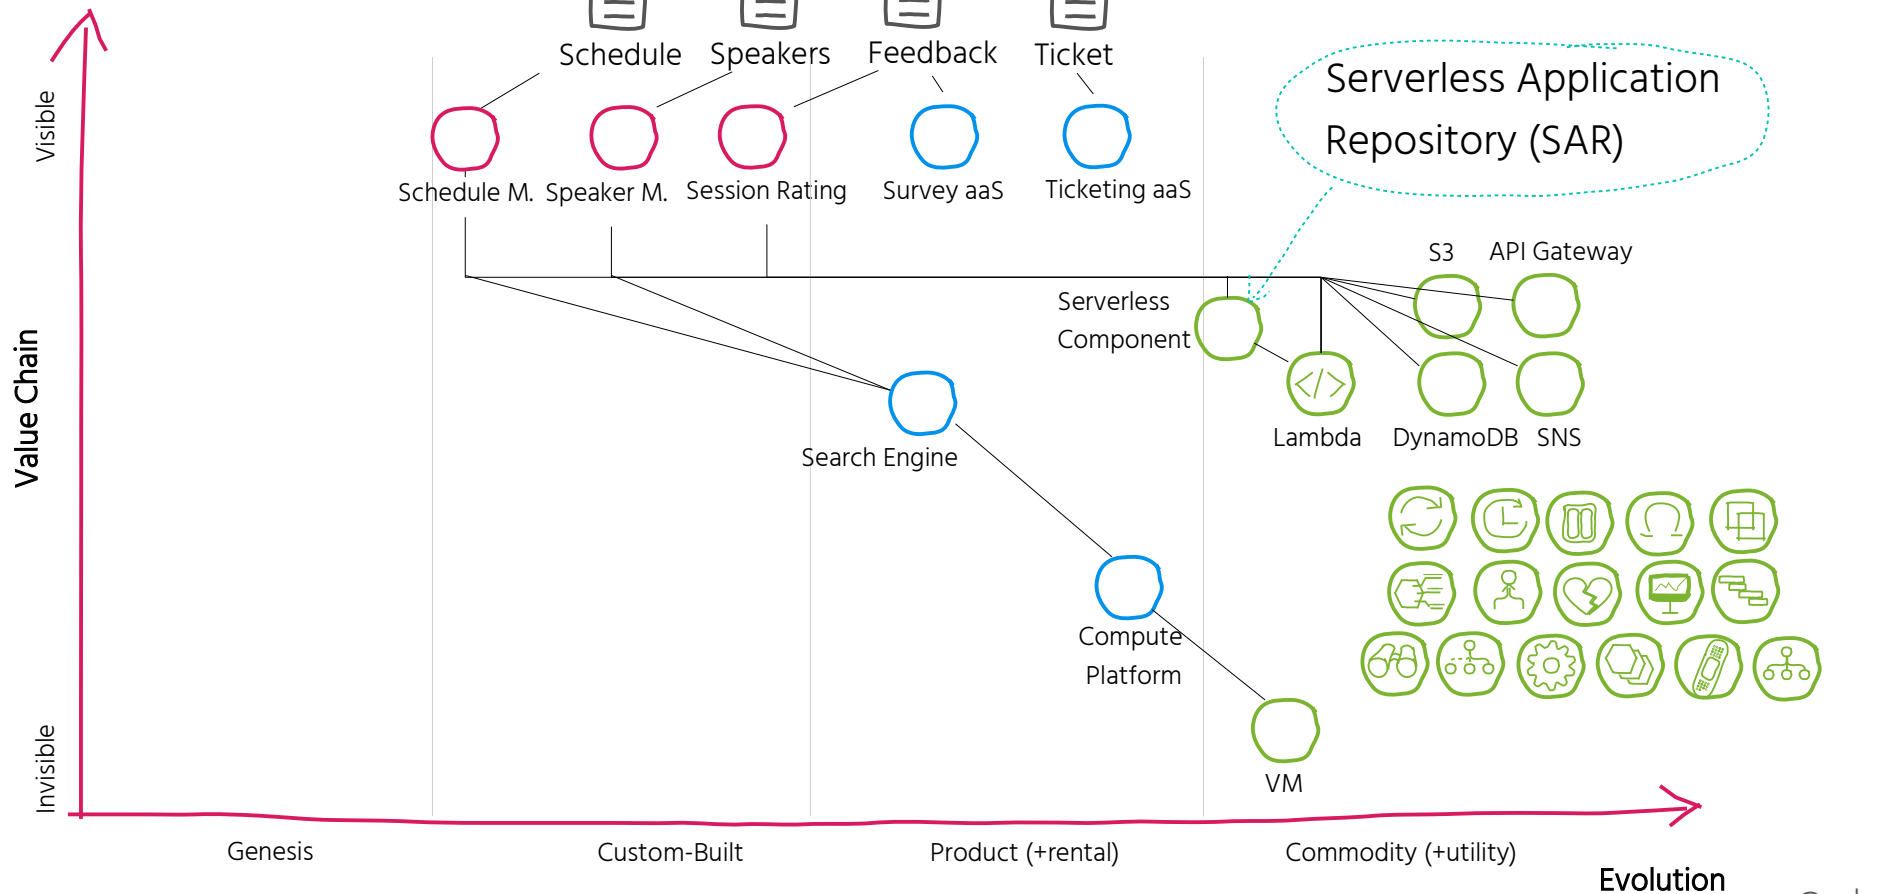 Schedule
Speakers
Feedback
Ticket
Serverless Application
Repository (SAR)
Visible
Schedule M.
Speaker M.
Session Rating
Survey aaS
Ticketing aaS
S3
API Gateway
Serverless
Component
</>
Lambda
DynamoDB
SNS
Value Chain
Search Engine
Compute
Platform
Invisible
VM
Genesis
Custom-Built
Product (+rental)
Commodity (+utility)
Evolution